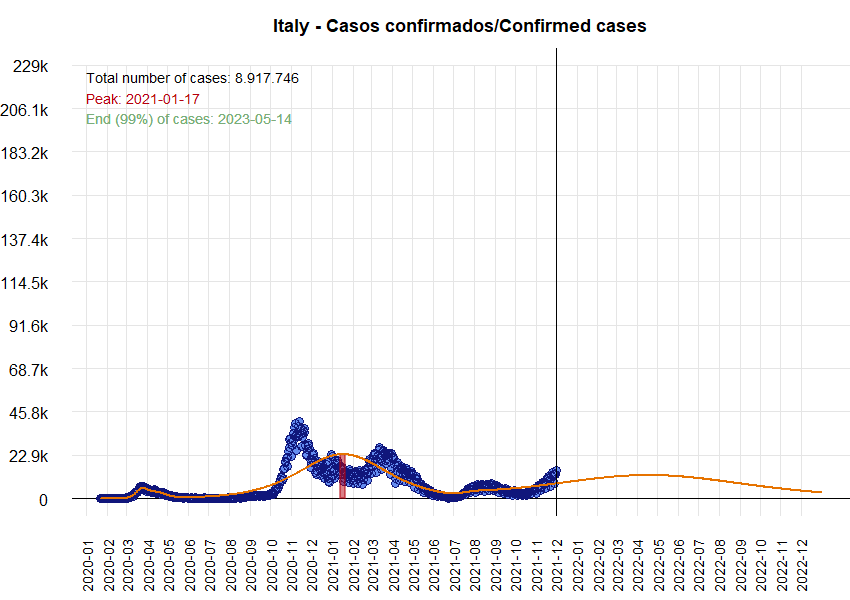 Italy - Casos confirmados/Confirmed cases
229k
Total number of cases: 8.917.746
Peak: 2021-01-17
206.1k
End (99%) of cases: 2023-05-14
183.2k
160.3k
137.4k
114.5k
91.6k
68.7k
45.8k
22.9k
0
2020-01
2020-02
2020-03
2020-04
2020-05
2020-06
2020-07
2020-08
2020-09
2020-10
2020-11
2020-12
2021-01
2021-02
2021-03
2021-04
2021-05
2021-06
2021-07
2021-08
2021-09
2021-10
2021-11
2021-12
2022-01
2022-02
2022-03
2022-04
2022-05
2022-06
2022-07
2022-08
2022-09
2022-10
2022-11
2022-12